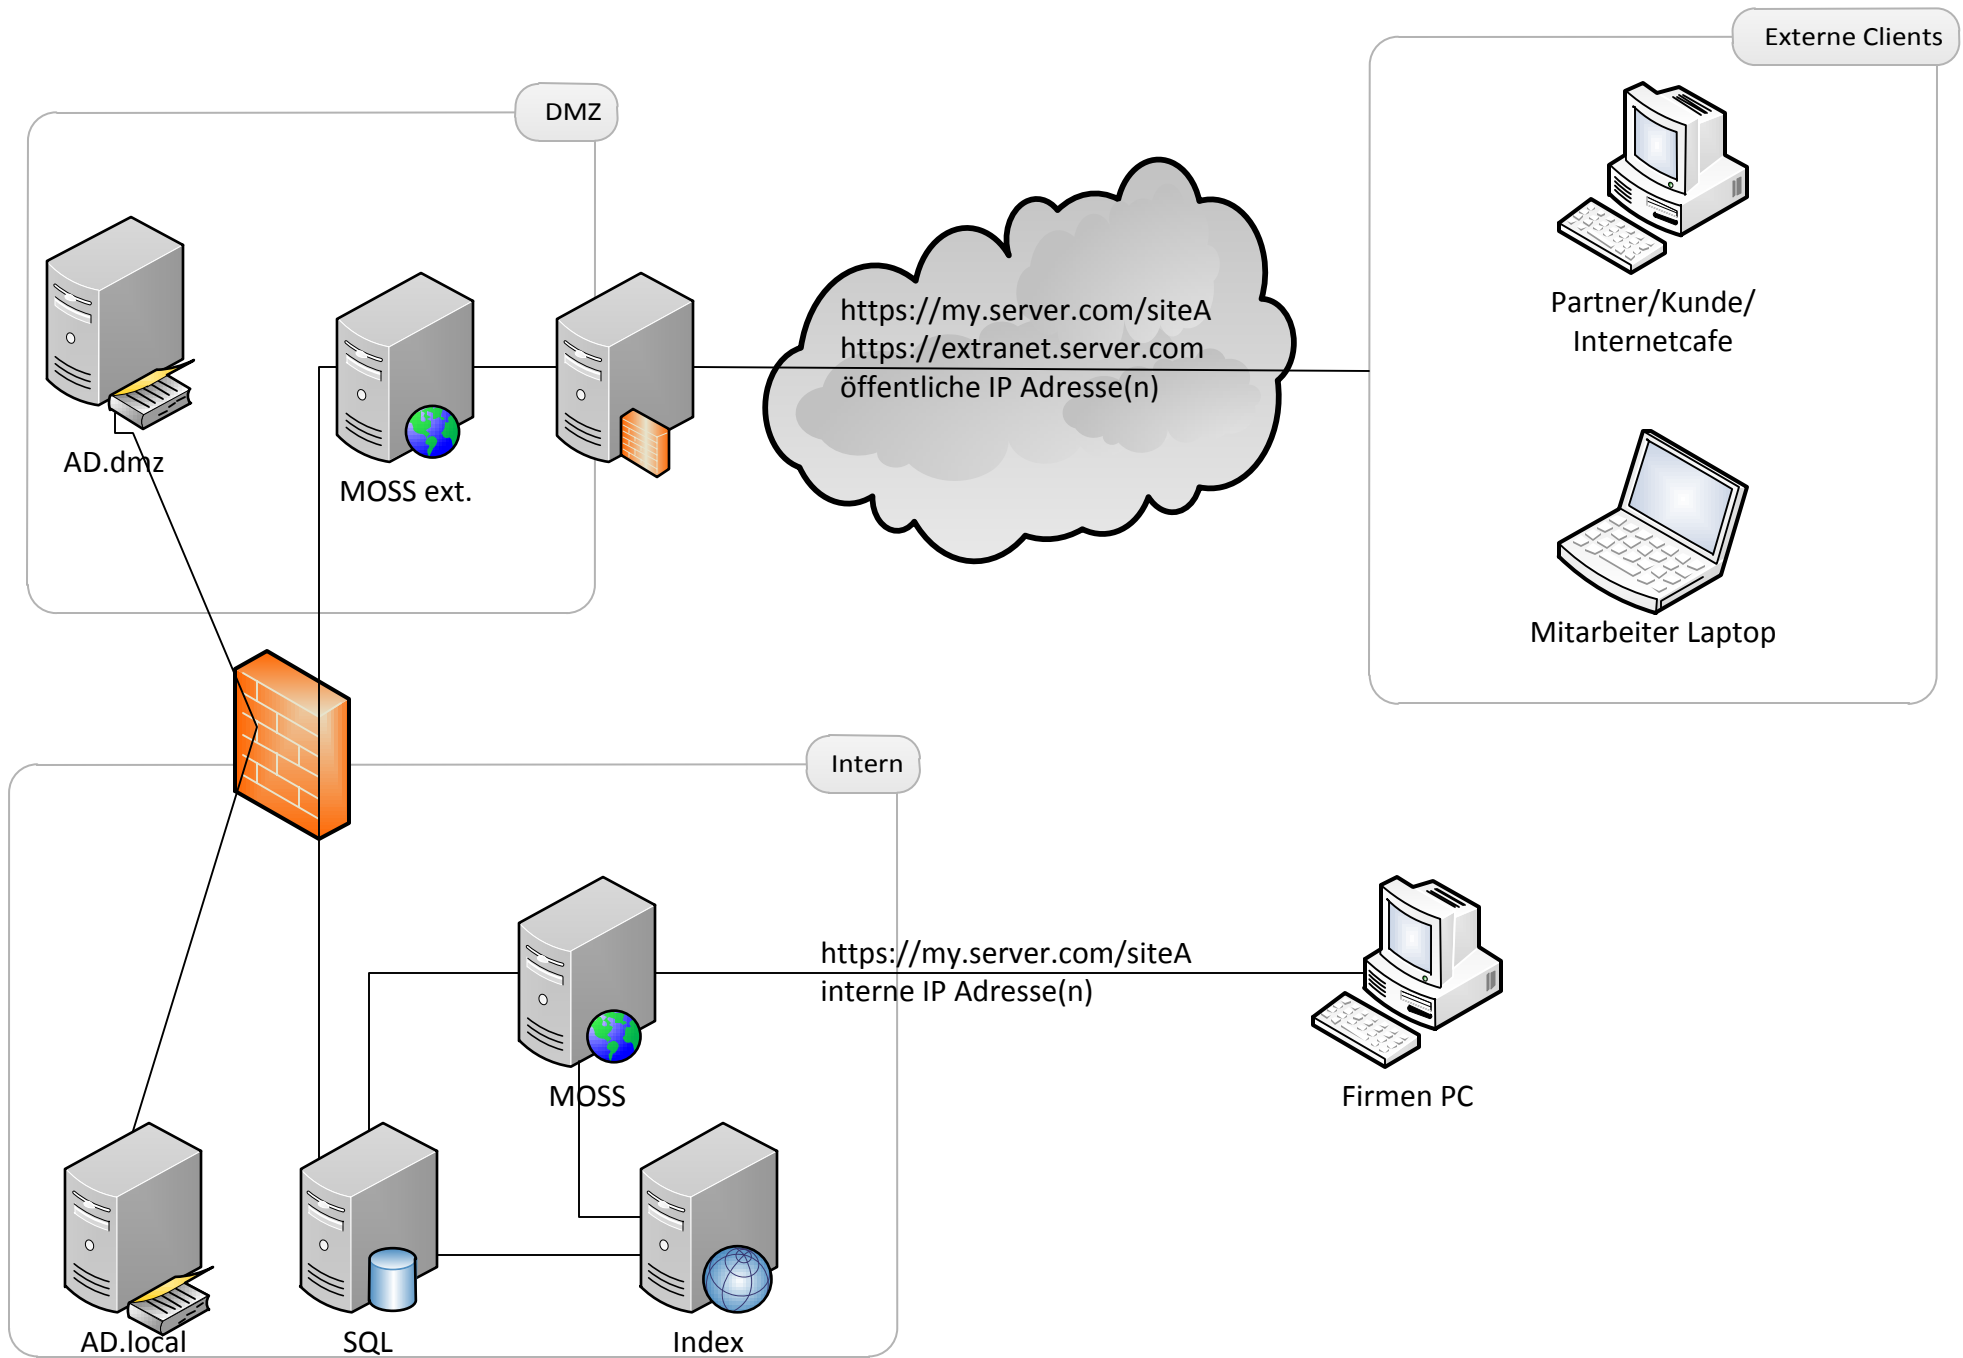 Externe Clients
DMZ
https://my.server.com/siteA
https://extranet.server.com
öffentliche IP Adresse(n)
Partner/Kunde/
Internetcafe
AD.dmz
MOSS ext.
Mitarbeiter Laptop
Intern
https://my.server.com/siteA
interne IP Adresse(n)
MOSS
Firmen PC
AD.local
SQL
Index